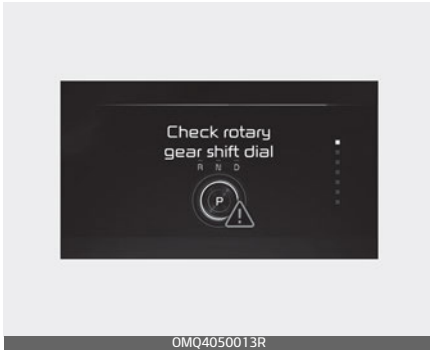 Check rotary
gear shift dial
R N D
P
OMQ4050013R